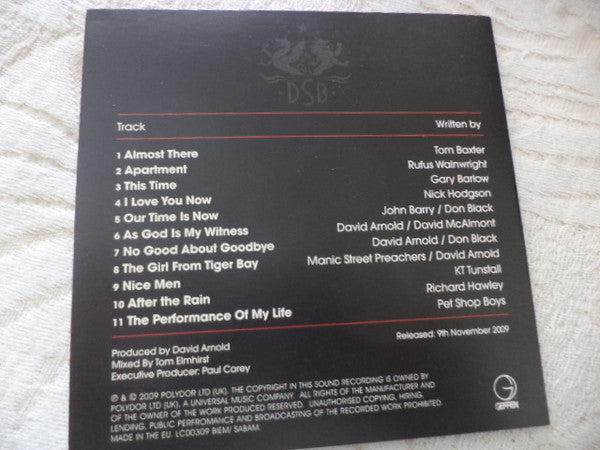 DSB
Track Written by
1 Almost There Tom Baxter
2 Apartment Rufus Wainwright
3 This Time Gary Barlow
4 I Love You Now Nick Hodgson
5 Our Time Is Now John Barry / Don Black
6 As God Is My Witness David Arnold / David McAlmont
7 No Good About Goodbye David Arnold / Don Black
8 The Girl From Tiger Bay Manic Street Preachers / David Arnold
9 Nice Men KT Tunstall
10 After the Rain Richard Hawley
11 The Performance Of My Life Pet Shop Boys
Released: 9th November 2009
Produced by David Arnold
Mixed By Tom Elmhirst
Executive Producer: Paul Carey
℗ & © 2009 POLYDOR LTD (UK). THE COPYRIGHT IN THIS SOUND RECORDING IS OWNED BY
POLYDOR LTD (UK). A UNIVERSAL MUSIC COMPANY. ALL RIGHTS OF THE MANUFACTURER AND
OF THE OWNER OF THE WORK PRODUCED RESERVED. UNAUTHORISED COPYING, HIRING,
LENDING, PUBLIC PERFROMANCE AND BROADCASTING OF THE RECORDED WORK PROHIBITED.
MADE IN THE EU. LC00309 BIEM/ SABAM.
GEFFEN